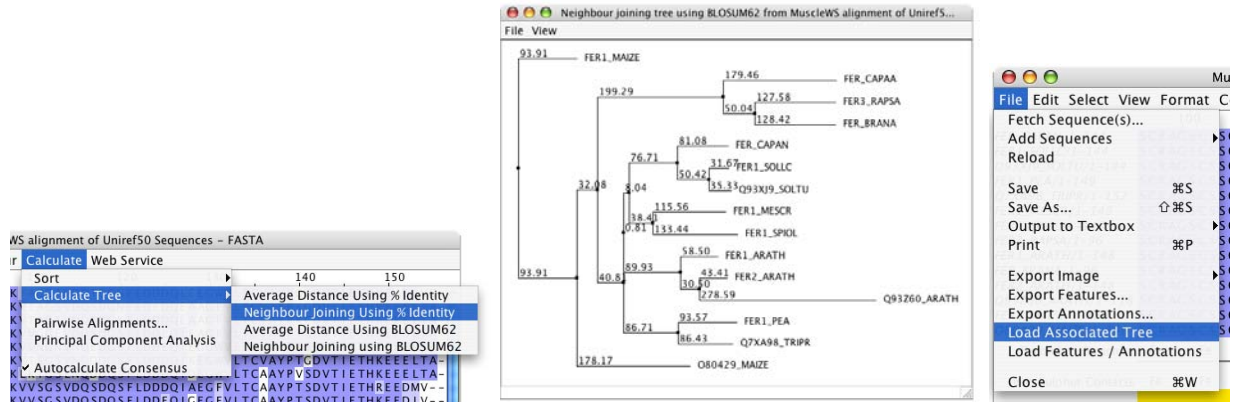 WS alignment of Uniref50 Sequences - FASTA
Calculate Web Service
Sort
Calculate Tree
Pairwise Alignments...
Principal Component Analysis
✓ Autocalculate Consensus
140 150
Average Distance Using % Identity
Neighbour Joining Using % Identity
Average Distance Using BLOSUM62
Neighbour Joining using BLOSUM62
Neighbour joining tree using BLOSUM62 from MuscleWS alignment of Uniref5...
File View
93.91 FER1_MAIZE
179.46 FER_CAPAA
199.29
127.58 FER3_RAPSA
50.04
128.42 FER_BRANA
81.08 FER_CAPAN
76.71
31.67 FER1_SOLLC
50.42
35.33 Q93XJ9_SOLTU
32.08
115.56 FER1_MESCR
38.41
0.81 133.44 FER1_SPIOL
58.50 FER1_ARATH
89.93
43.41 FER2_ARATH
93.91
30.50
278.59 Q93Z60_ARATH
93.57 FER1_PEA
86.71
86.43 Q7XA98_TRIPR
178.17 O80429_MAIZE
Mu
File Edit Select View Format C
Fetch Sequence(s)...
Add Sequences
Reload
Save ⌘S
Save As... ⇧⌘S
Output to Textbox
Print ⌘P
Export Image
Export Features...
Export Annotations...
Load Associated Tree
Load Features / Annotations
Close ⌘W